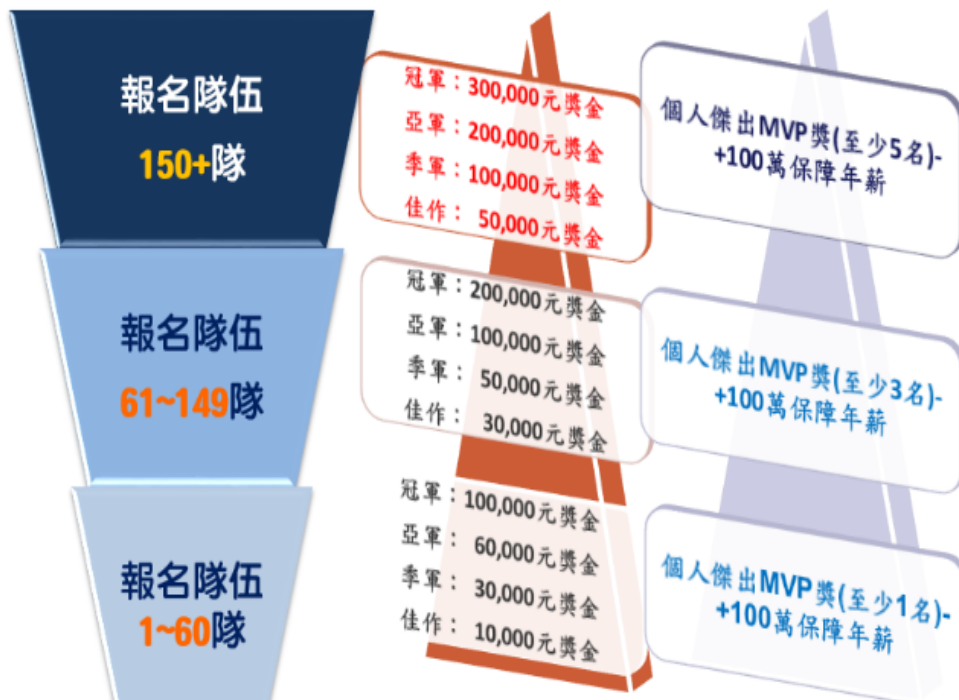 報名隊伍
150+隊
冠軍：300,000元獎金
亞軍：200,000元獎金
季軍：100,000元獎金
佳作： 50,000元獎金
個人傑出MVP獎(至少5名)-
+100萬保障年薪
報名隊伍
61~149隊
冠軍：200,000元獎金
亞軍：100,000元獎金
季軍： 50,000元獎金
佳作： 30,000元獎金
個人傑出MVP獎(至少3名)-
+100萬保障年薪
報名隊伍
1~60隊
冠軍：100,000元獎金
亞軍： 60,000元獎金
季軍： 30,000元獎金
佳作： 10,000元獎金
個人傑出MVP獎(至少1名)-
+100萬保障年薪